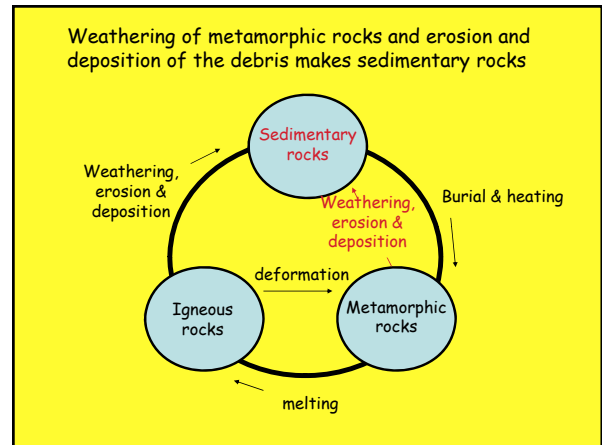 Weathering of metamorphic rocks and erosion and
deposition of the debris makes sedimentary rocks
Sedimentary
rocks
Weathering,
erosion &
deposition
Weathering,
erosion &
deposition
Burial & heating
deformation
Igneous
rocks
Metamorphic
rocks
melting